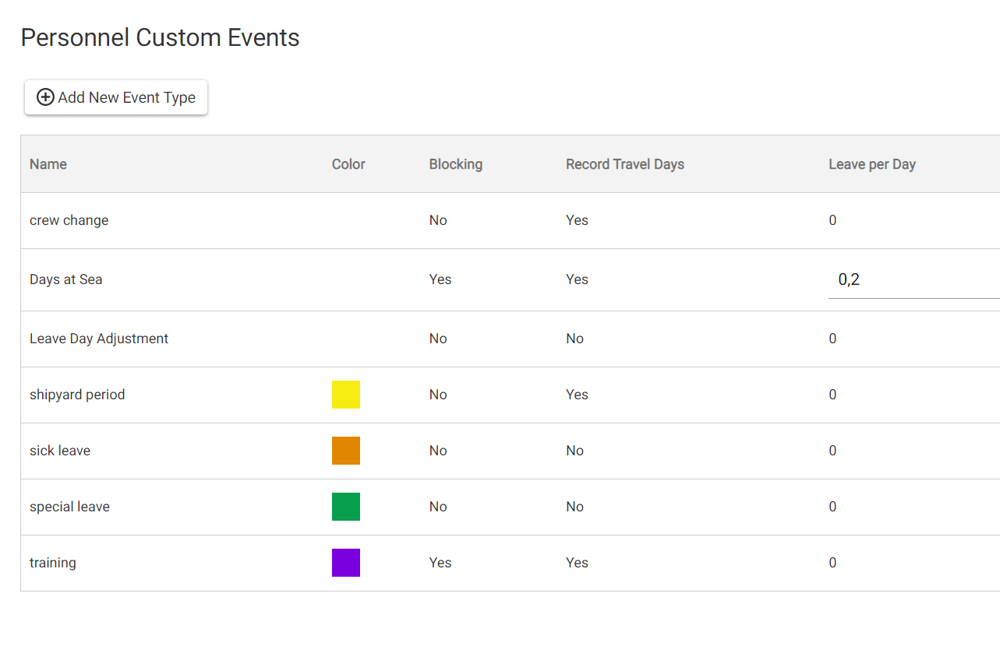 Personnel Custom Events
Add New Event Type
Name Color Blocking Record Travel Days Leave per Day
crew change No Yes 0
Days at Sea Yes Yes 0,2
Leave Day Adjustment No No 0
shipyard period No Yes 0
sick leave No No 0
special leave No No 0
training Yes Yes 0